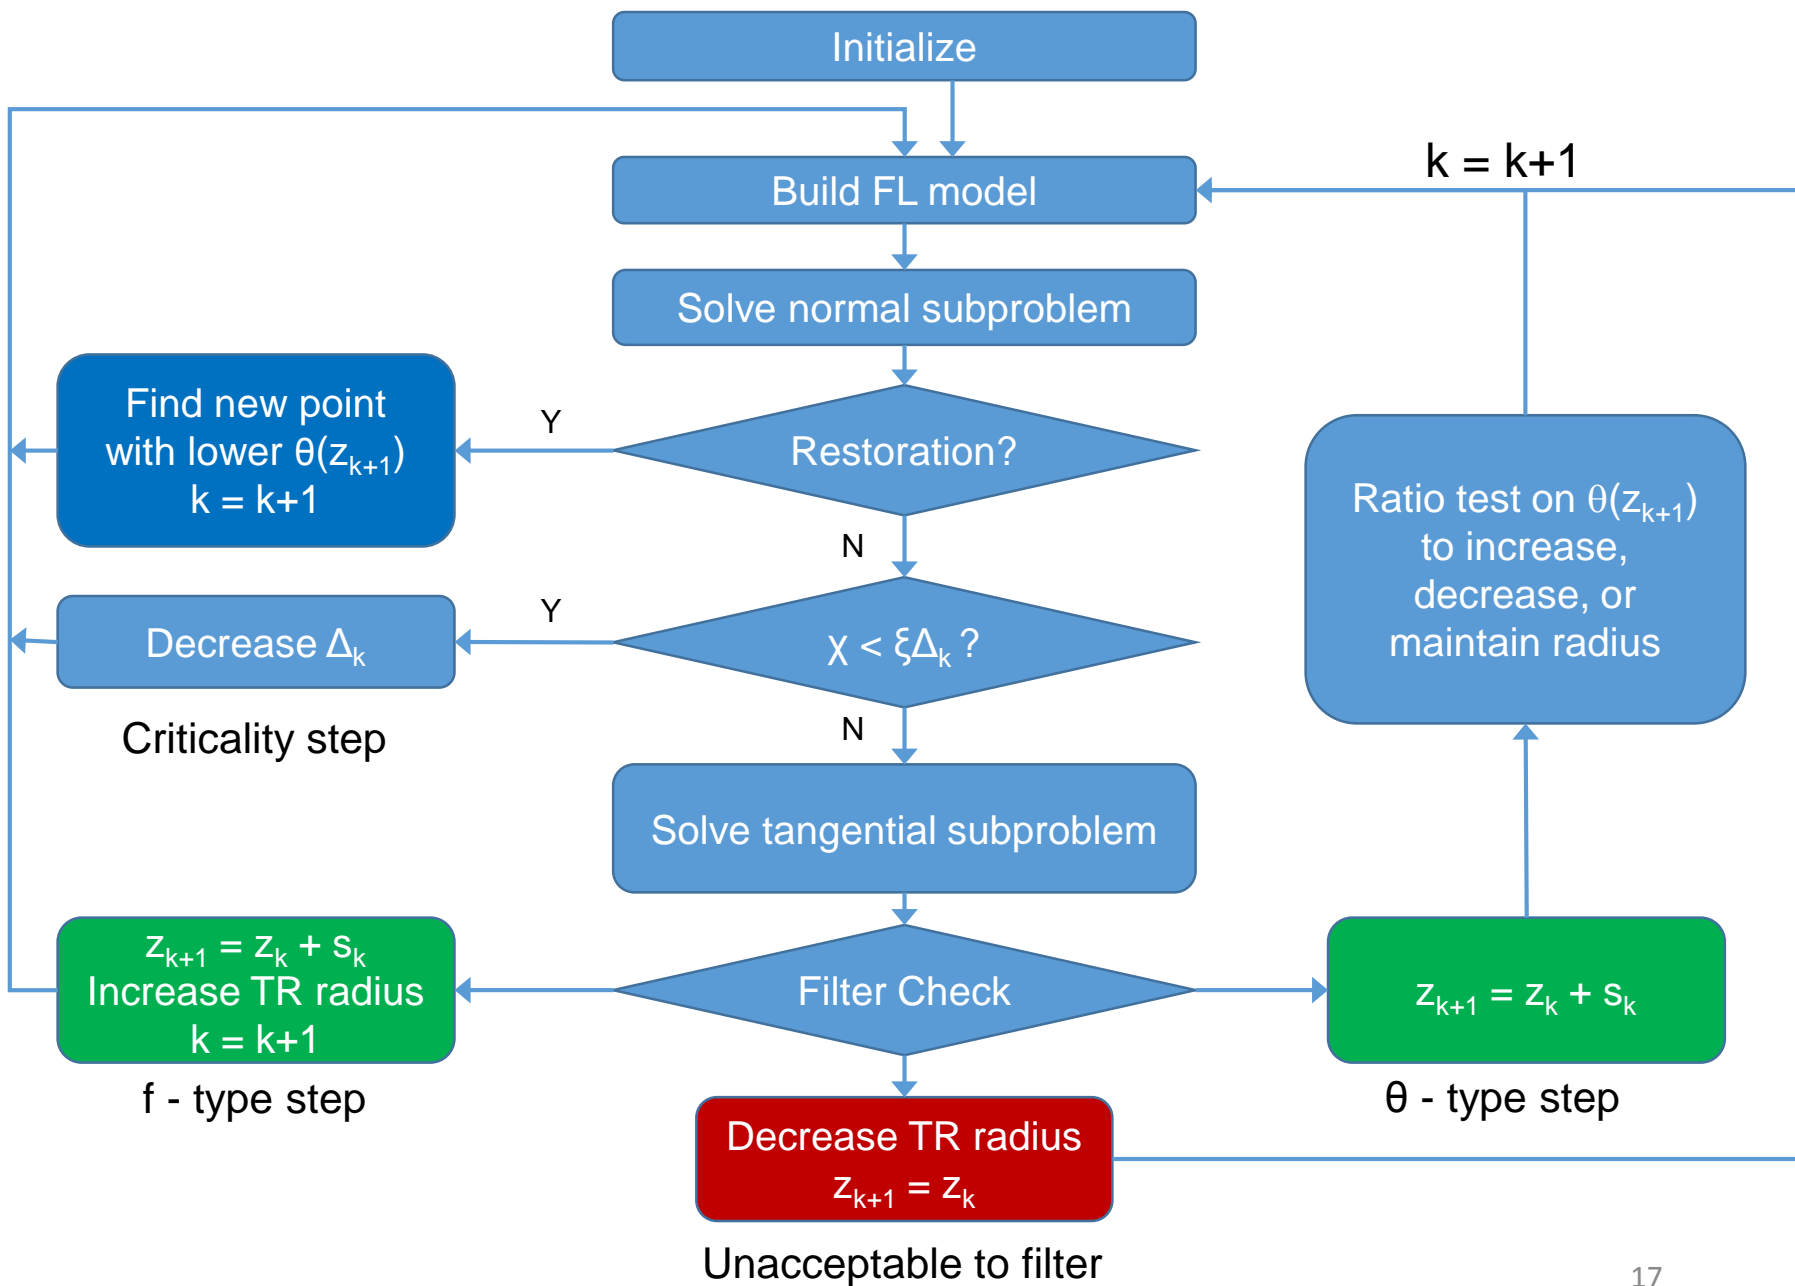 Initialize
k = k+1
Build FL model
Solve normal subproblem
Find new point
with lower θ(zₖ₊₁)
k = k+1
Y
Restoration?
N
Ratio test on θ(zₖ₊₁)
to increase,
decrease, or
maintain radius
Decrease Δₖ
Y
χ < ξΔₖ ?
Criticality step
N
Solve tangential subproblem
zₖ₊₁ = zₖ + sₖ
Increase TR radius
k = k+1
Filter Check
zₖ₊₁ = zₖ + sₖ
f - type step
θ - type step
Decrease TR radius
zₖ₊₁ = zₖ
Unacceptable to filter
17